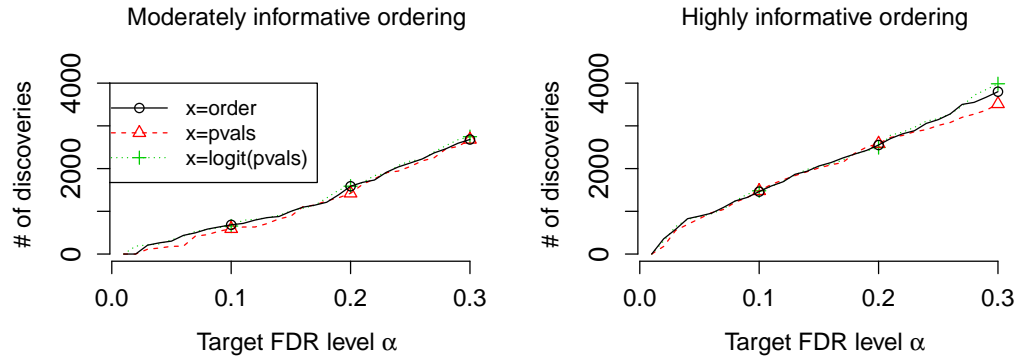 Moderately informative ordering
# of discoveries
4000
2000
0
x=order
x=pvals
x=logit(pvals)
0.0 0.1 0.2 0.3
Target FDR level α
Highly informative ordering
# of discoveries
4000
2000
0
0.0 0.1 0.2 0.3
Target FDR level α